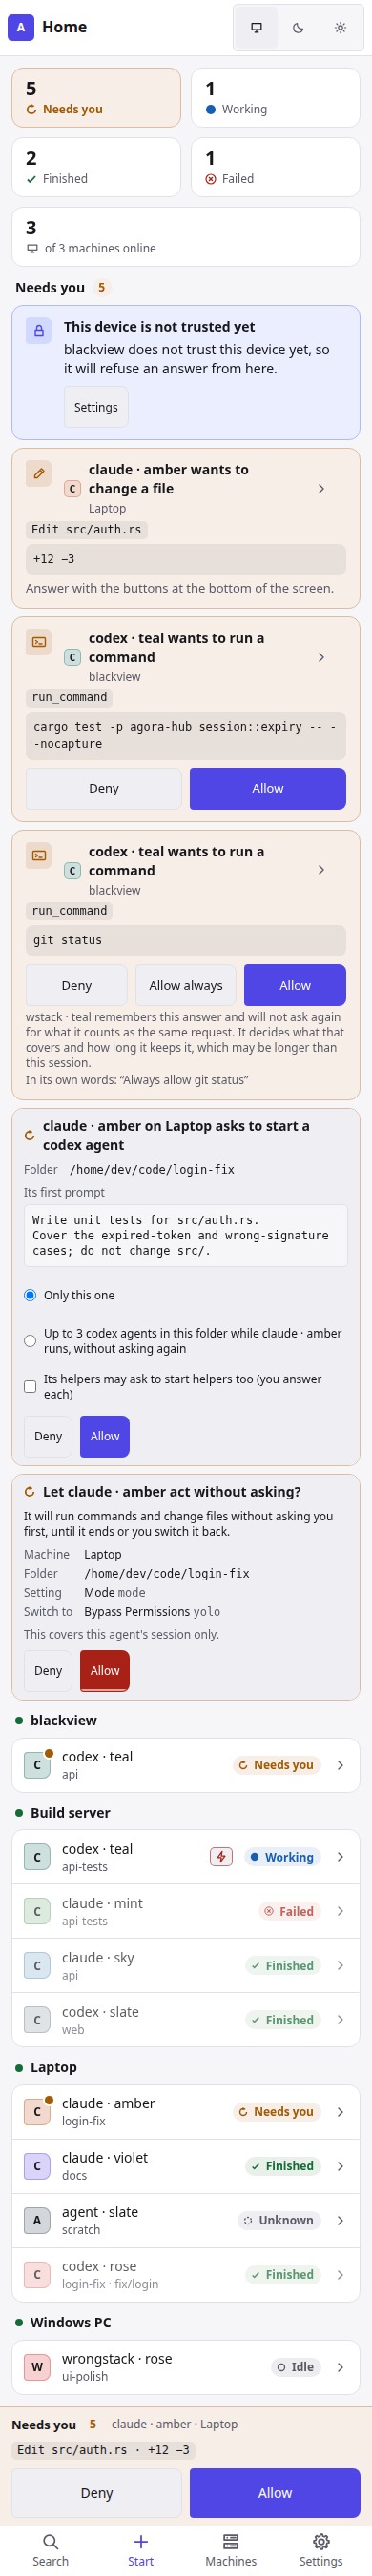 A Home
5
Needs you
1
Working
2
Finished
1
Failed
3
of 3 machines online
Needs you 5
This device is not trusted yet
blackview does not trust this device yet, so
it will refuse an answer from here.
Settings
claude · amber wants to
C change a file
Laptop
Edit src/auth.rs
+12 −3
Answer with the buttons at the bottom of the screen.
codex · teal wants to run a
C command
blackview
run_command
cargo test -p agora-hub session::expiry -- -
-nocapture
Deny Allow
codex · teal wants to run a
C command
blackview
run_command
git status
Deny Allow always Allow
wstack · teal remembers this answer and will not ask again
for what it counts as the same request. It decides what that
covers and how long it keeps it, which may be longer than
this session.
In its own words: “Always allow git status”
claude · amber on Laptop asks to start a
codex agent
Folder /home/dev/code/login-fix
Its first prompt
Write unit tests for src/auth.rs.
Cover the expired-token and wrong-signature
cases; do not change src/.
Only this one
Up to 3 codex agents in this folder while claude · amber
runs, without asking again
Its helpers may ask to start helpers too (you answer
each)
Deny Allow
Let claude · amber act without asking?
It will run commands and change files without asking you
first, until it ends or you switch it back.
Machine Laptop
Folder /home/dev/code/login-fix
Setting Mode mode
Switch to Bypass Permissions yolo
This covers this agent's session only.
Deny Allow
blackview
C codex · teal Needs you
api
Build server
C codex · teal Working
api-tests
C claude · mint Failed
api-tests
C claude · sky Finished
api
C codex · slate Finished
web
Laptop
C claude · amber Needs you
login-fix
C claude · violet Finished
docs
A agent · slate Unknown
scratch
C codex · rose Finished
login-fix · fix/login
Windows PC
W wrongstack · rose Idle
ui-polish
Needs you 5 claude · amber · Laptop
Edit src/auth.rs · +12 −3
Deny Allow
Search Start Machines Settings